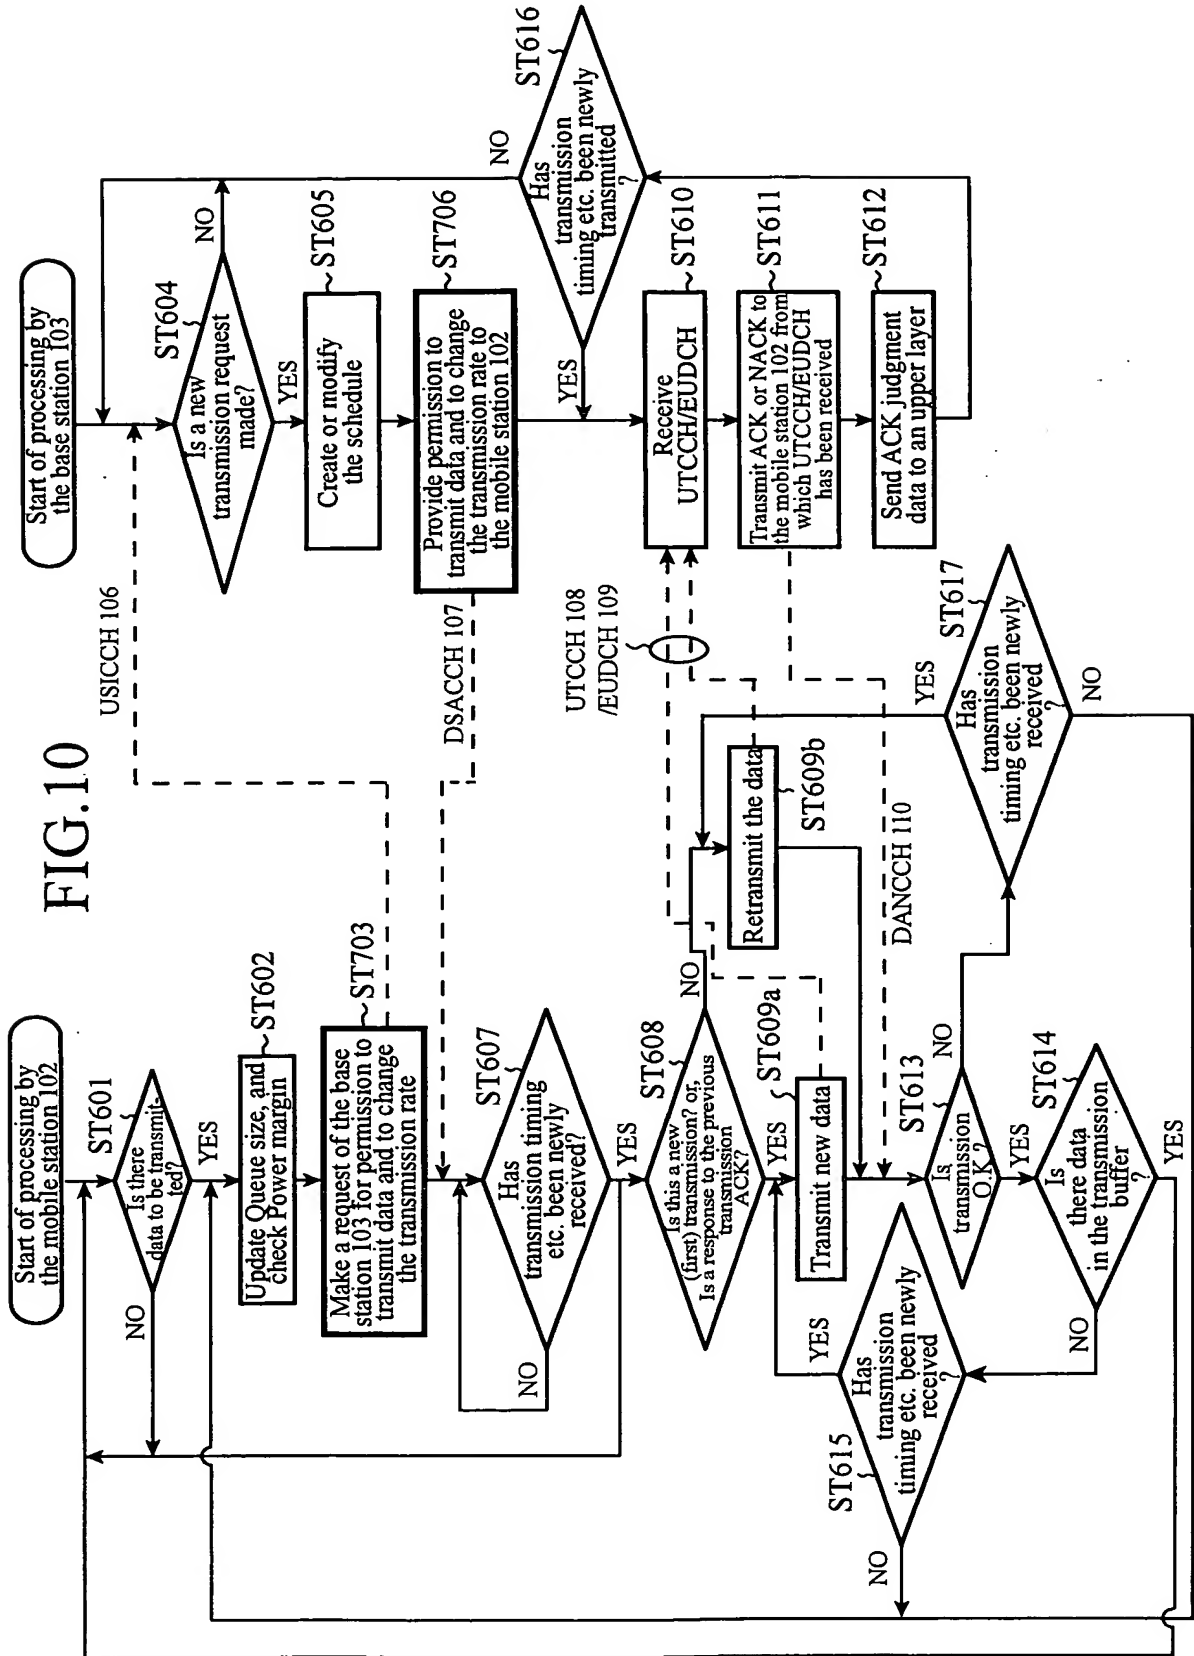 FIG.10
Start of processing by
the mobile station 102
ST601
Is there
data to be transmit-
ted?
NO
YES
ST602
Update Queue size, and
check Power margin
ST703
Make a request of the base
station 103 for permission to
transmit data and to change
the transmission rate
ST607
Has
transmission timing
etc. been newly
received?
NO
YES
ST608
Is this a new
(first) transmission? or,
Is a response to the previous
transmission
ACK?
NO
YES
ST609a
Transmit new data
ST609b
Retransmit the data
ST613
Is
transmission
O.K.?
NO
YES
ST614
Is
there data
in the transmission
buffer
?
NO
YES
ST615
Has
transmission
timing etc. been newly
received
?
YES
NO
ST617
Has
transmission
timing etc. been newly
received
?
YES
NO
USICCH 106
DSACCH 107
UTCCH 108
/EUDCH 109
DANCCH 110
Start of processing by
the base station 103
ST604
Is a new
transmission request
made?
NO
YES
ST605
Create or modify
the schedule
ST706
Provide permission to
transmit data and to change
the transmission rate to
the mobile station 102
ST610
Receive
UTCCH/EUDCH
ST611
Transmit ACK or NACK to
the mobile station 102 from
which UTCCH/EUDCH
has been received
ST612
Send ACK judgment
data to an upper layer
ST616
Has
transmission
timing etc. been newly
transmitted
?
NO
YES